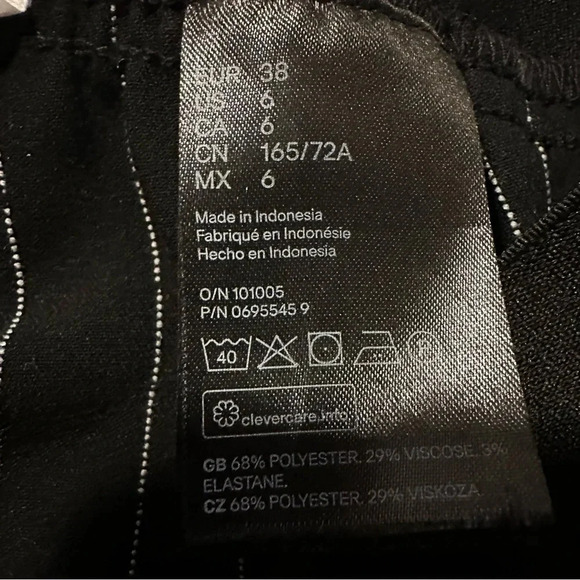 EUR 38
US 6
CA 6
CN 165/72A
MX 6
Made in Indonesia
Fabriqué en Indonésie
Hecho en Indonesia
O/N 101005
P/N 0695545 9
40
clevercare.info
GB 68% POLYESTER. 29% VISCOSE. 3%
ELASTANE.
CZ 68% POLYESTER. 29% VISKÓZA